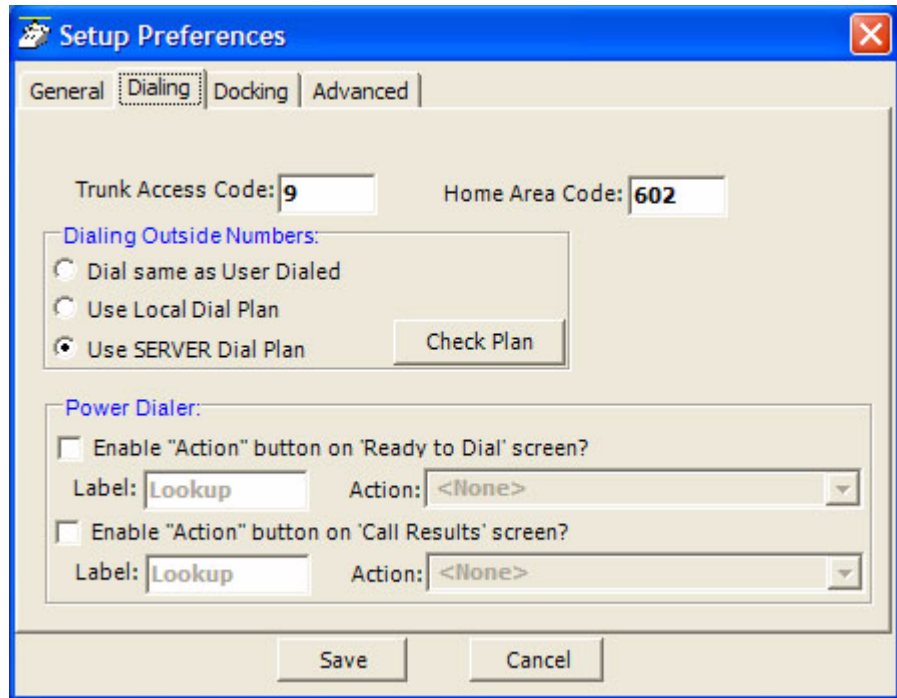 Setup Preferences
General Dialing Docking Advanced
Trunk Access Code: 9 Home Area Code: 602
Dialing Outside Numbers:
Dial same as User Dialed
Use Local Dial Plan
Use SERVER Dial Plan Check Plan
Power Dialer:
Enable "Action" button on 'Ready to Dial' screen?
Label: Lookup Action: <None>
Enable "Action" button on 'Call Results' screen?
Label: Lookup Action: <None>
Save Cancel